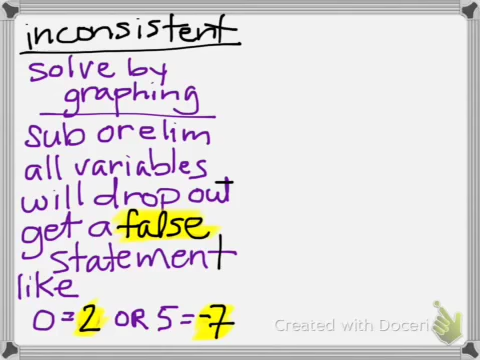 inconsistent
solve by
graphing
sub or elim
all variables
will drop out
get a false
statement
like
0 = 2 OR 5 = -7
Created with Doceri